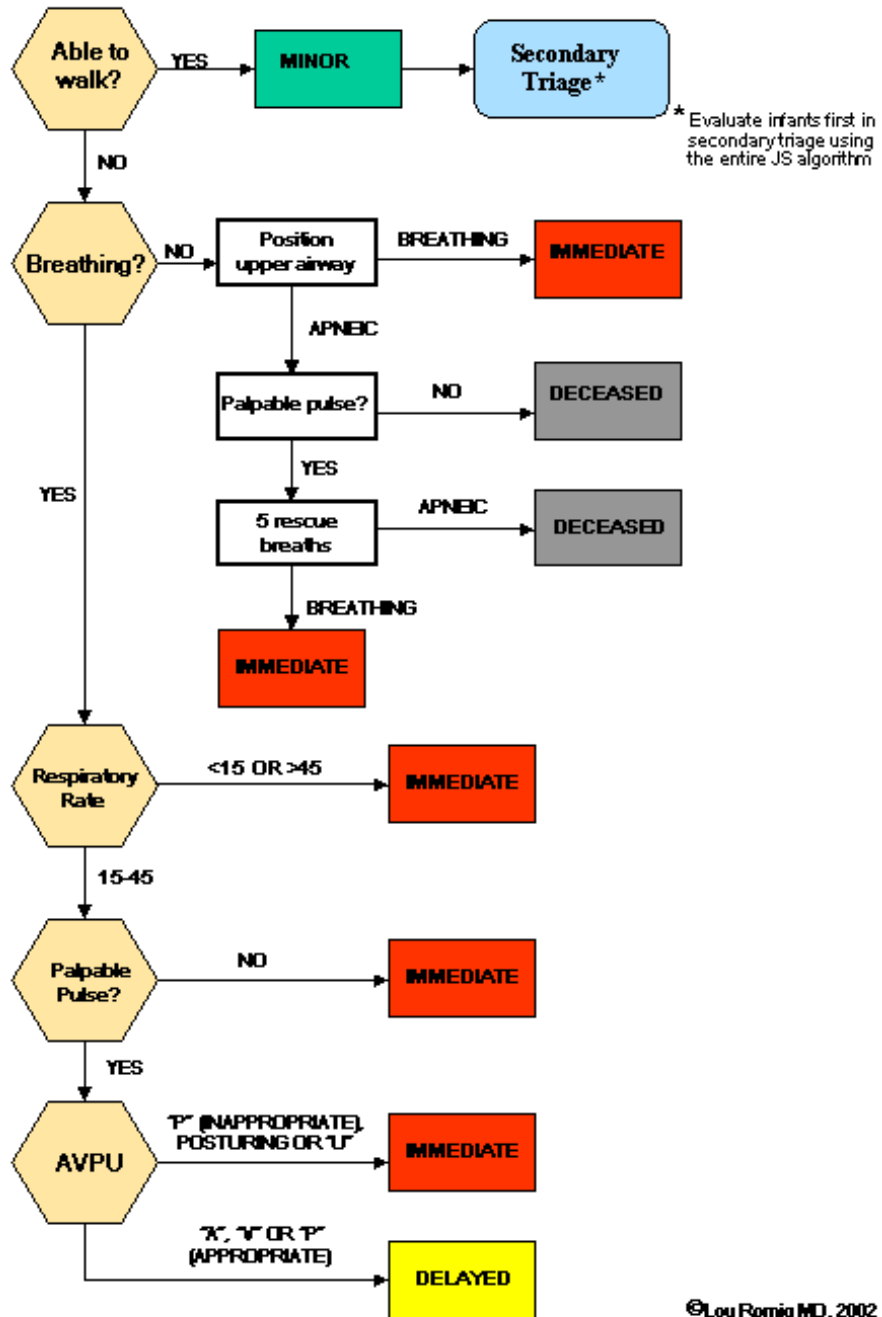 Able to
walk?
YES
MINOR
Secondary
Triage*
* Evaluate infants first in
secondary triage using
the entire JS algorithm
NO
Breathing?
NO
Position
upper airway
BREATHING
IMMEDIATE
APNEIC
Palpable pulse?
NO
DECEASED
YES
5 rescue
breaths
APNEIC
DECEASED
BREATHING
IMMEDIATE
YES
Respiratory
Rate
<15 OR >45
IMMEDIATE
15-45
Palpable
Pulse?
NO
IMMEDIATE
YES
AVPU
"P" (INAPPROPRIATE),
POSTURING OR "U"
IMMEDIATE
"A", "V" OR "P"
(APPROPRIATE)
DELAYED
©Lou Romig MD, 2002